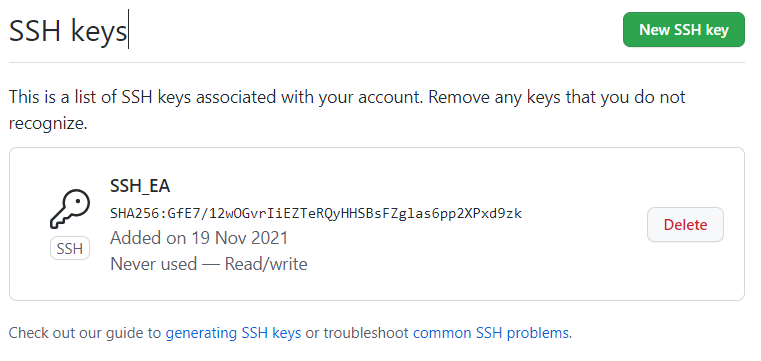 SSH keys
New SSH key
This is a list of SSH keys associated with your account. Remove any keys that you do not
recognize.
SSH_EA
SHA256:GfE7/12wOGvrIiEZTeRQyHHSBsFZglas6pp2XPxd9zk
Added on 19 Nov 2021
Never used — Read/write
SSH
Delete
Check out our guide to generating SSH keys or troubleshoot common SSH problems.